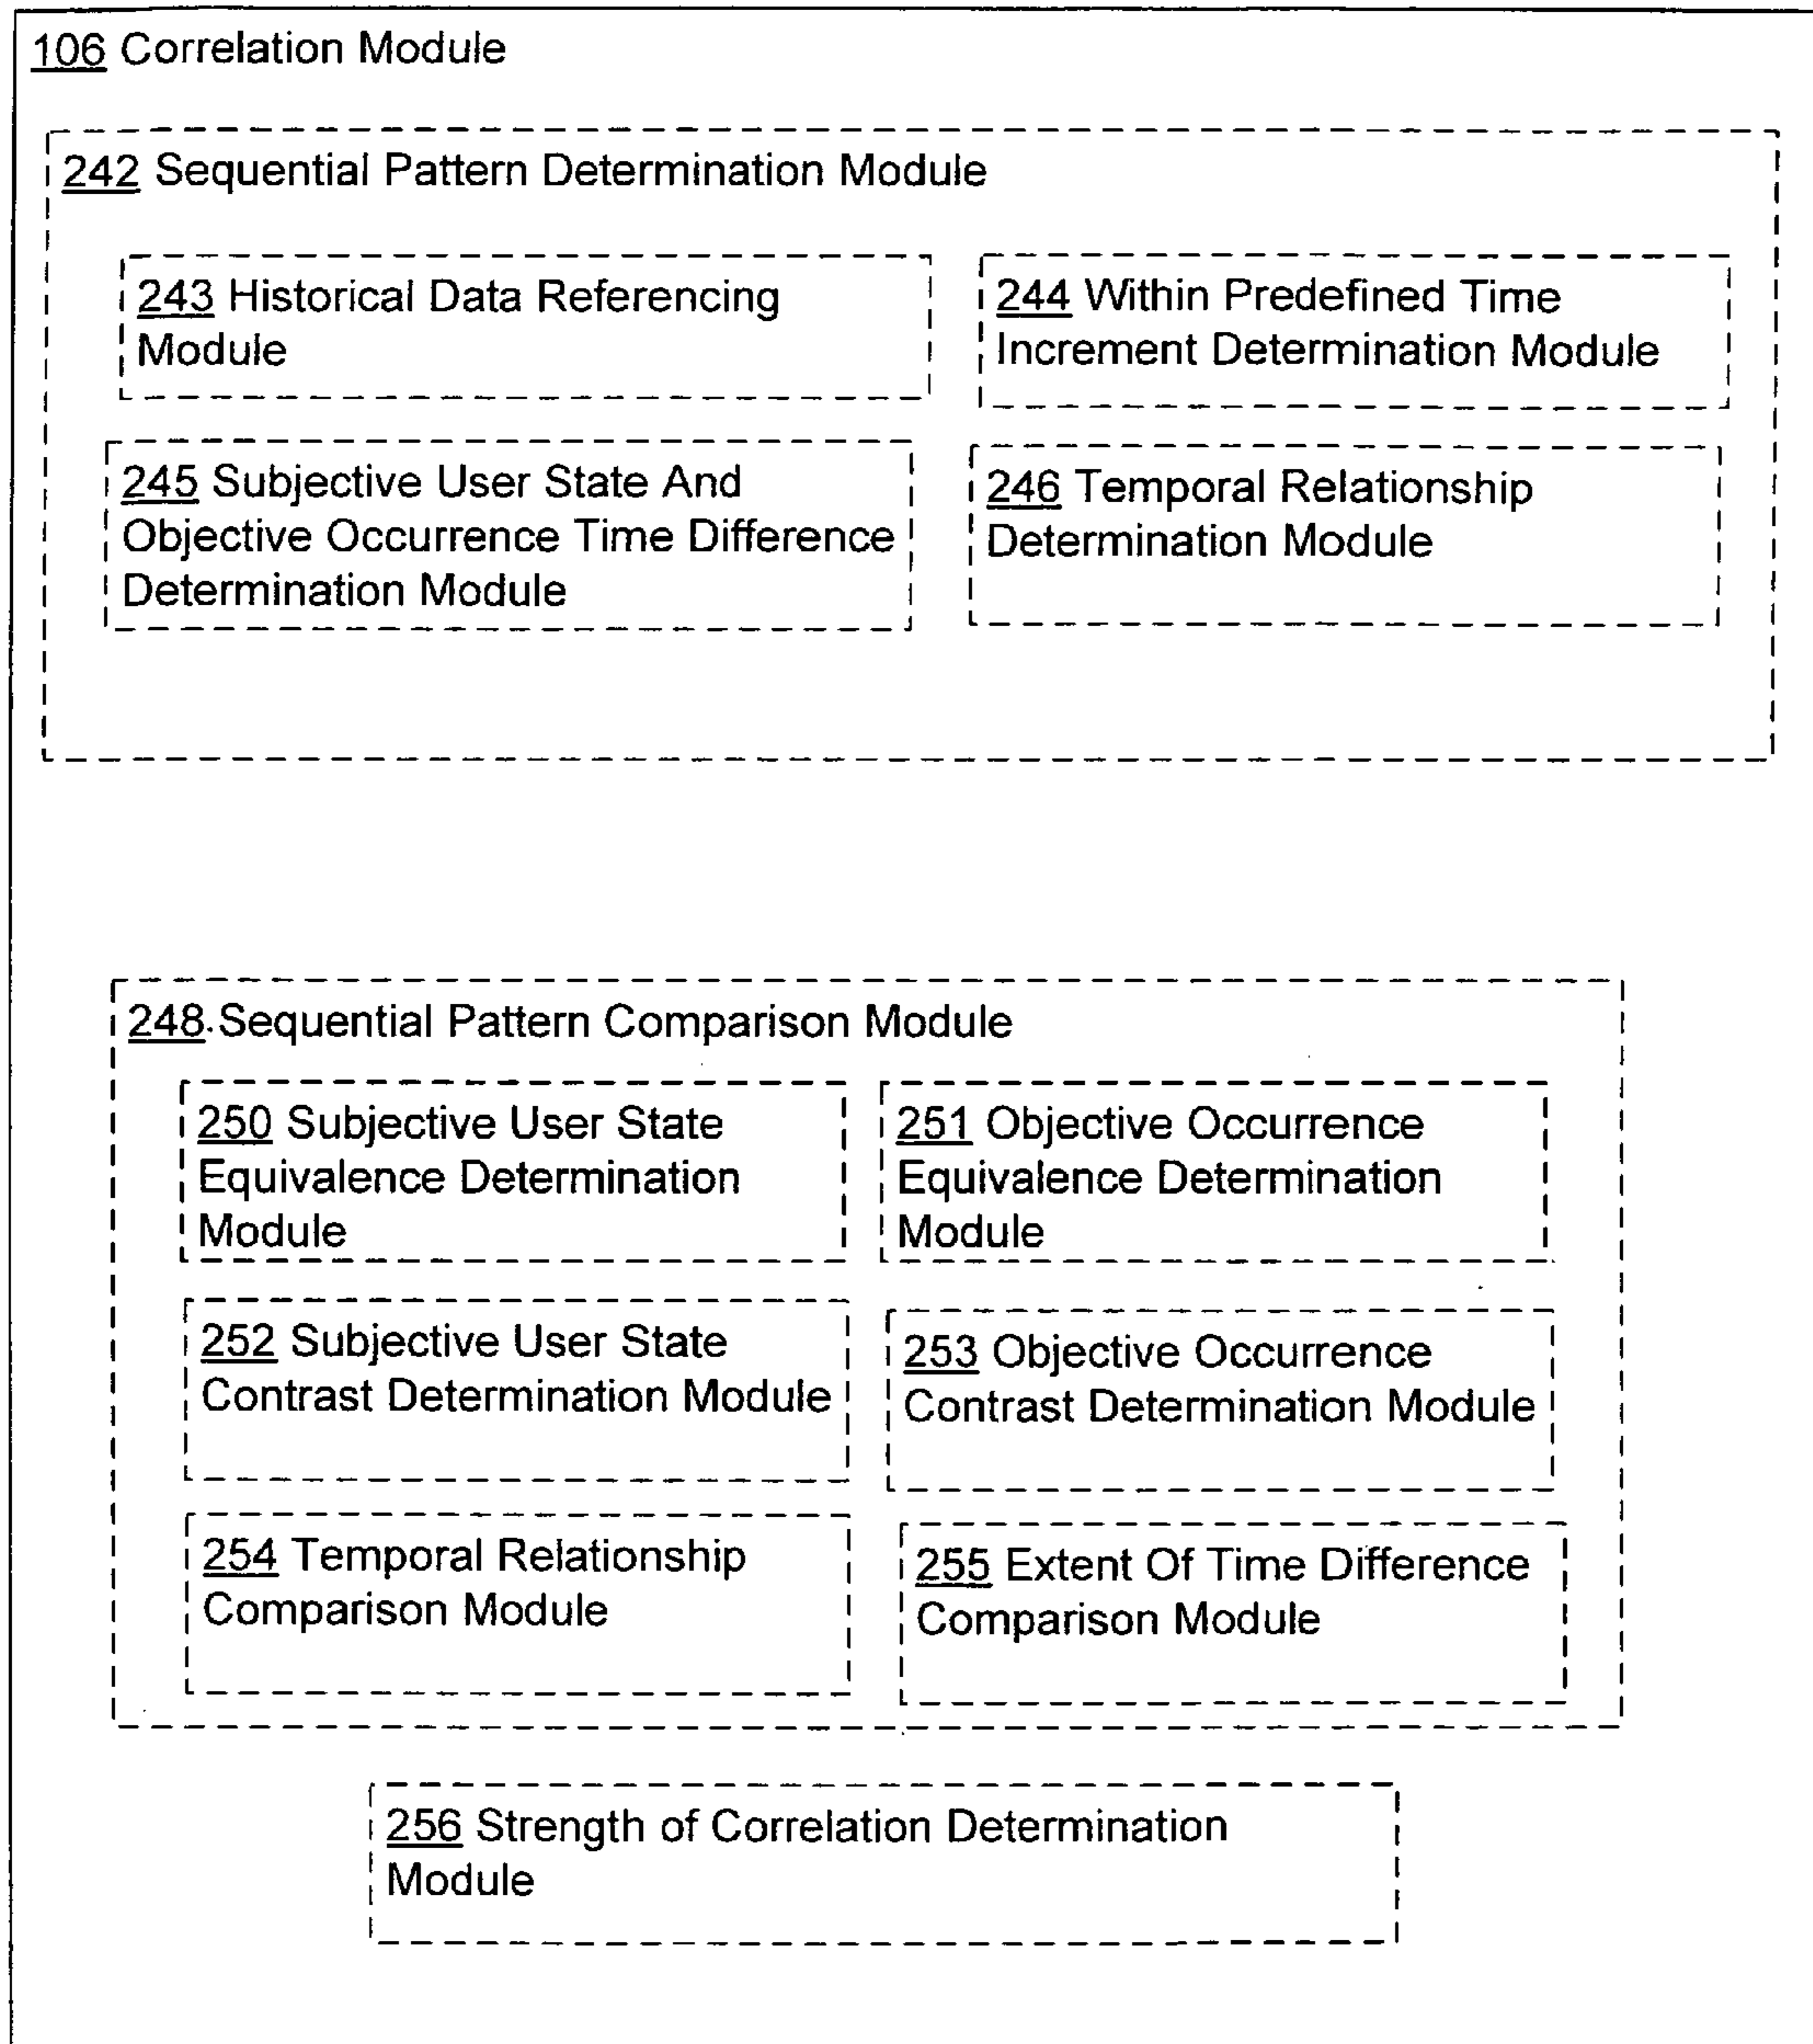 106 Correlation Module
242 Sequential Pattern Determination Module
243 Historical Data Referencing
Module
244 Within Predefined Time
Increment Determination Module
245 Subjective User State And
Objective Occurrence Time Difference
Determination Module
246 Temporal Relationship
Determination Module
248 Sequential Pattern Comparison Module
250 Subjective User State
Equivalence Determination
Module
251 Objective Occurrence
Equivalence Determination
Module
252 Subjective User State
Contrast Determination Module
253 Objective Occurrence
Contrast Determination Module
254 Temporal Relationship
Comparison Module
255 Extent Of Time Difference
Comparison Module
256 Strength of Correlation Determination
Module